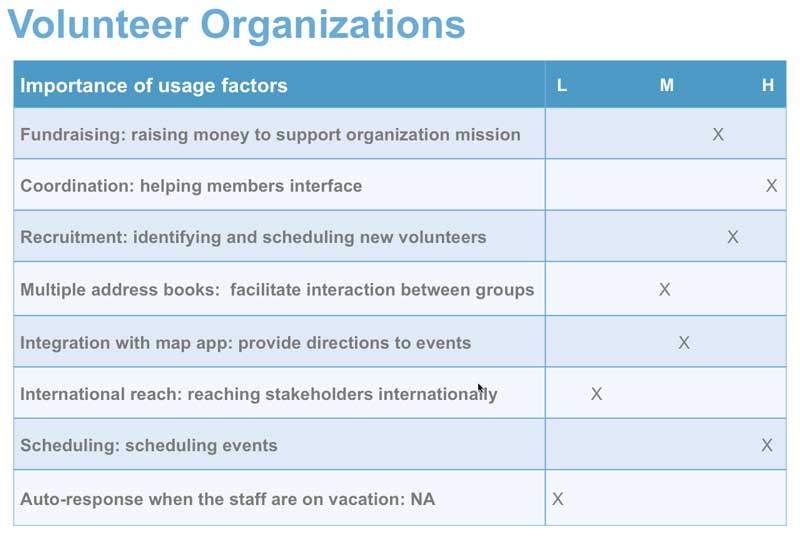 Volunteer Organizations
Importance of usage factors L M H
Fundraising: raising money to support organization mission X
Coordination: helping members interface X
Recruitment: identifying and scheduling new volunteers X
Multiple address books:  facilitate interaction between groups X
Integration with map app: provide directions to events X
International reach: reaching stakeholders internationally X
Scheduling: scheduling events X
Auto-response when the staff are on vacation: NA X